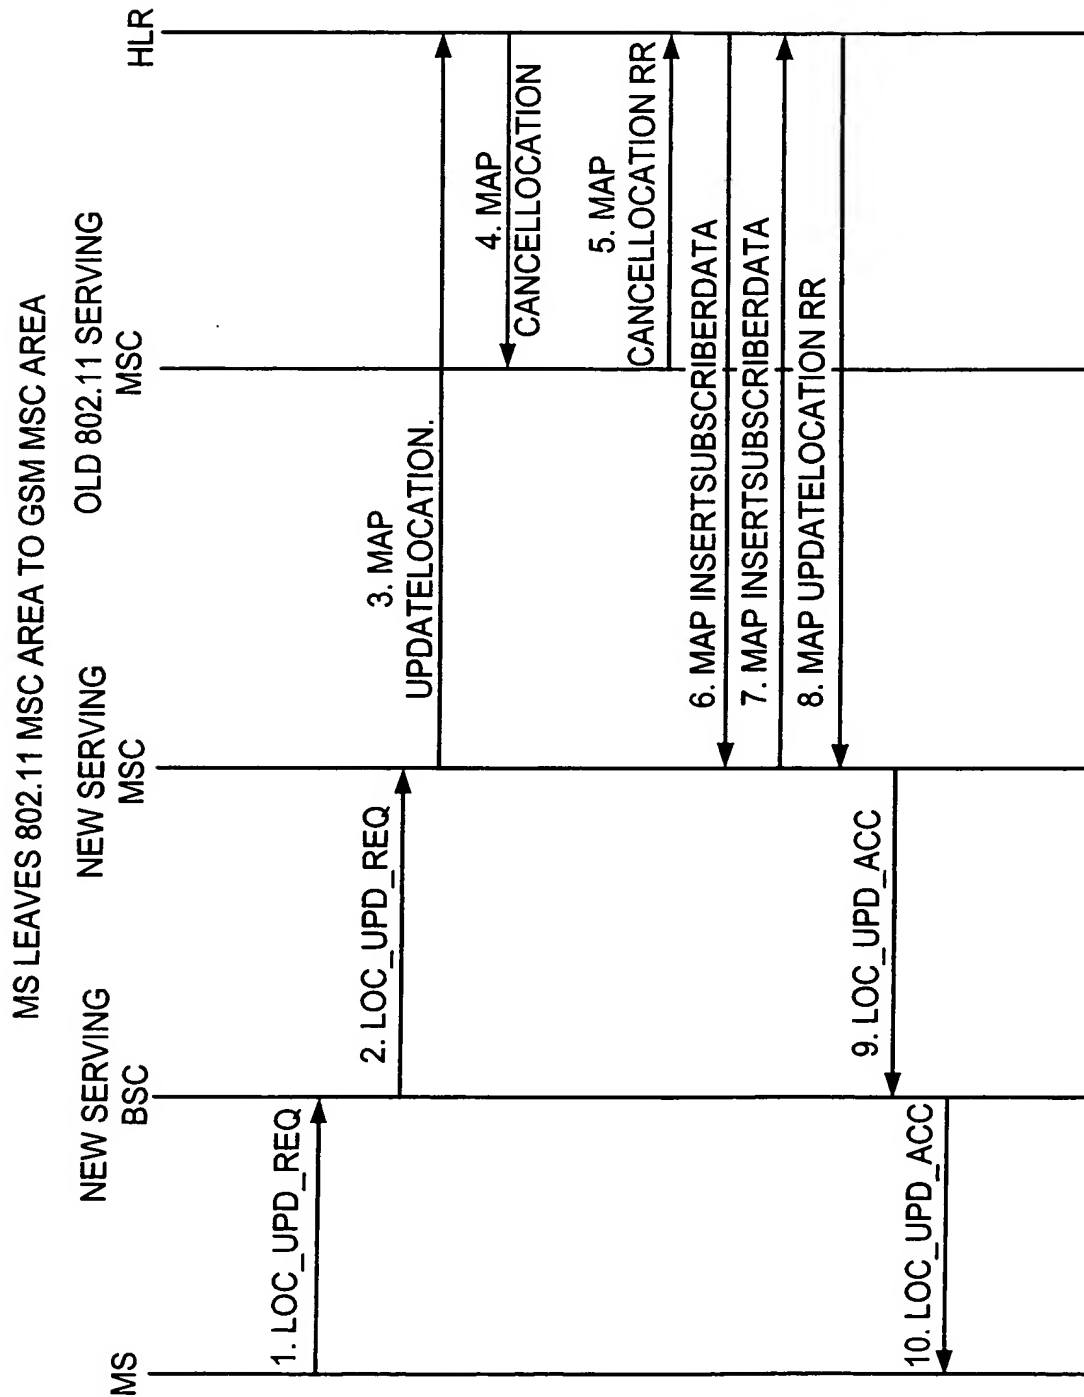 MS LEAVES 802.11 MSC AREA TO GSM MSC AREA
MS
NEW SERVING
BSC
NEW SERVING
MSC
OLD 802.11 SERVING
MSC
HLR
1. LOC_UPD_REQ
2. LOC_UPD_REQ
3. MAP
UPDATELOCATION.
4. MAP
CANCELLOCATION
5. MAP
CANCELLOCATION RR
6. MAP INSERTSUBSCRIBERDATA
7. MAP INSERTSUBSCRIBERDATA
8. MAP UPDATELOCATION RR
9. LOC_UPD_ACC
10. LOC_UPD_ACC